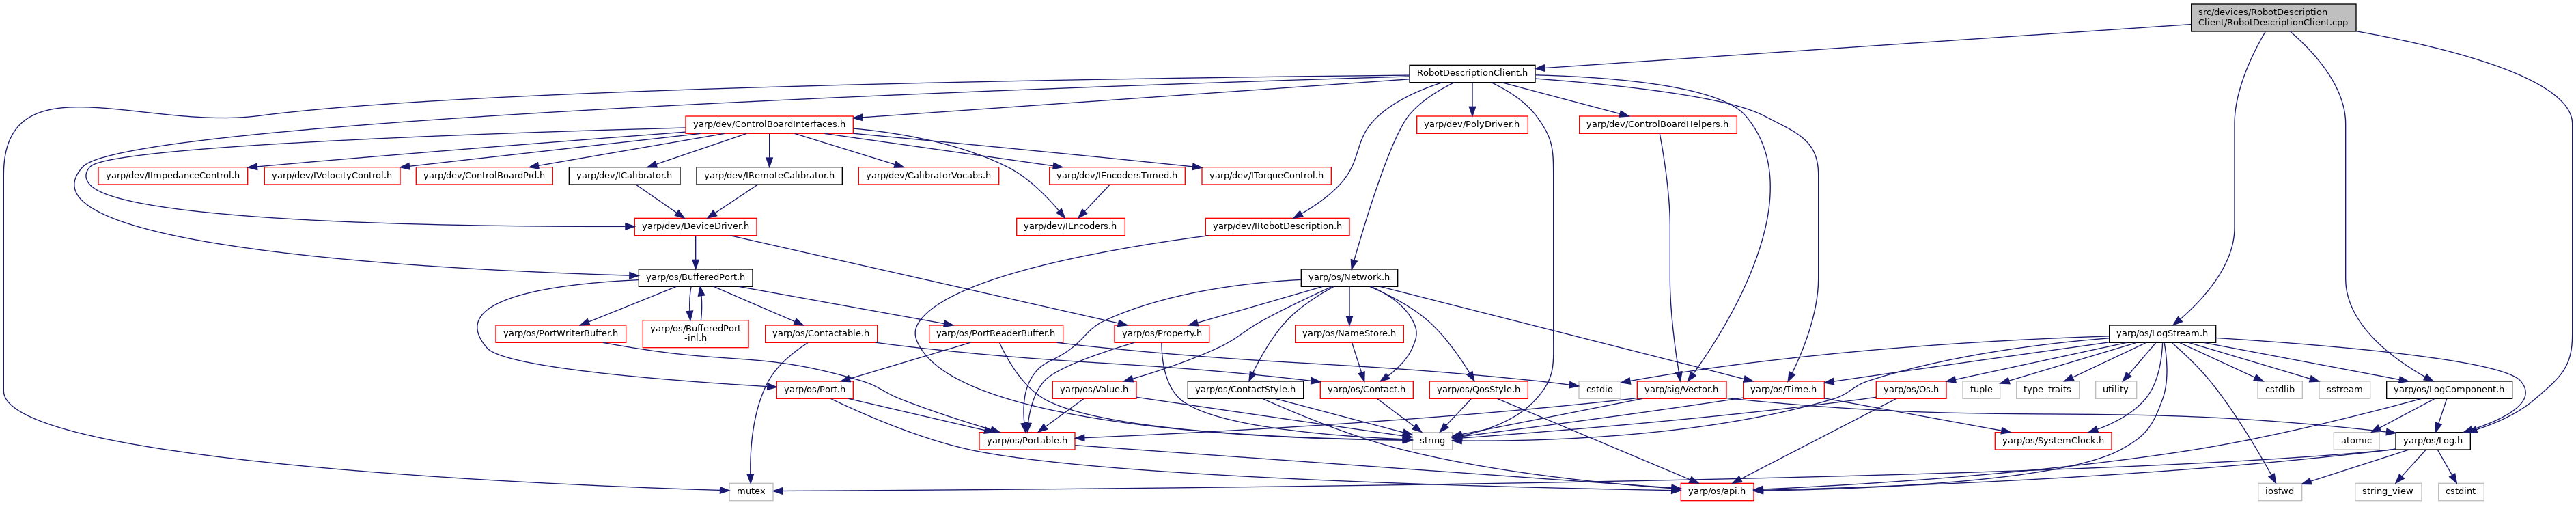 src/devices/RobotDescription
Client/RobotDescriptionClient.cpp
RobotDescriptionClient.h
yarp/dev/ControlBoardInterfaces.h
yarp/dev/PolyDriver.h
yarp/dev/ControlBoardHelpers.h
yarp/dev/IImpedanceControl.h
yarp/dev/IVelocityControl.h
yarp/dev/ControlBoardPid.h
yarp/dev/ICalibrator.h
yarp/dev/IRemoteCalibrator.h
yarp/dev/CalibratorVocabs.h
yarp/dev/IEncodersTimed.h
yarp/dev/ITorqueControl.h
yarp/dev/DeviceDriver.h
yarp/dev/IEncoders.h
yarp/dev/IRobotDescription.h
yarp/os/BufferedPort.h
yarp/os/Network.h
yarp/os/PortWriterBuffer.h
yarp/os/BufferedPort
-inl.h
yarp/os/Contactable.h
yarp/os/PortReaderBuffer.h
yarp/os/Property.h
yarp/os/NameStore.h
yarp/os/LogStream.h
yarp/os/Port.h
yarp/os/Value.h
yarp/os/ContactStyle.h
yarp/os/Contact.h
yarp/os/QosStyle.h
cstdio
yarp/sig/Vector.h
yarp/os/Time.h
yarp/os/Os.h
tuple
type_traits
utility
cstdlib
sstream
yarp/os/LogComponent.h
yarp/os/Portable.h
string
yarp/os/SystemClock.h
atomic
yarp/os/Log.h
mutex
yarp/os/api.h
iosfwd
string_view
cstdint